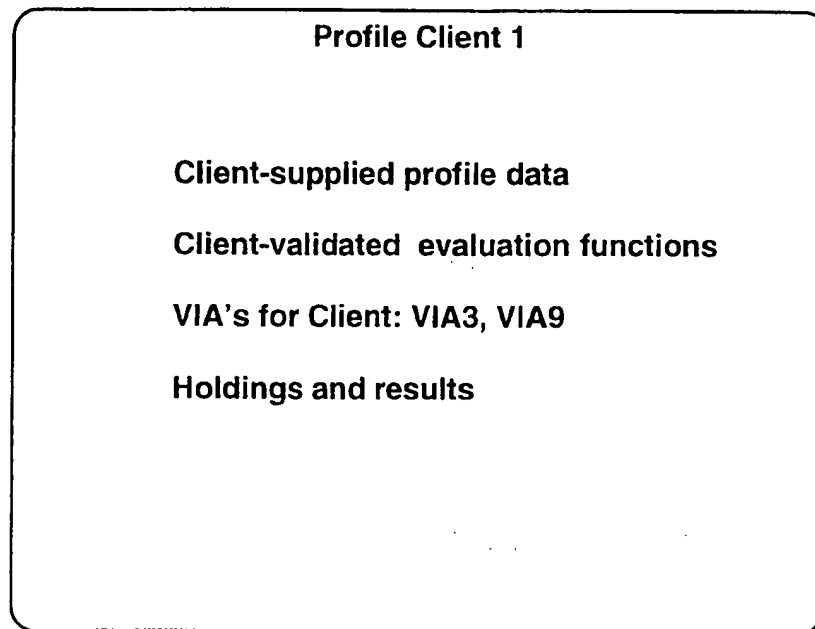 Profile Client 1
Client-supplied profile data
Client-validated evaluation functions
VIA's for Client: VIA3, VIA9
Holdings and results